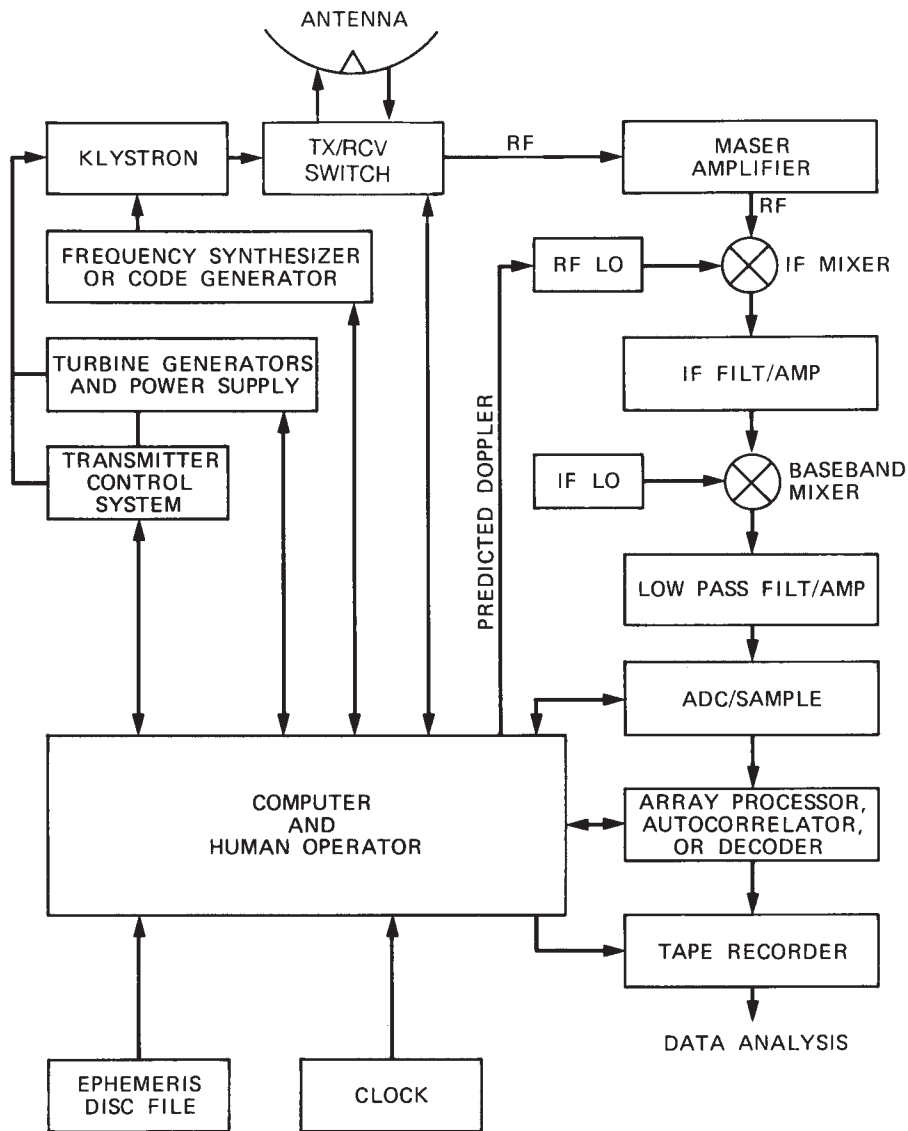 ANTENNA
KLYSTRON
TX/RCV
SWITCH
RF
MASER
AMPLIFIER
RF
FREQUENCY SYNTHESIZER
OR CODE GENERATOR
RF LO
IF MIXER
TURBINE GENERATORS
AND POWER SUPPLY
IF FILT/AMP
TRANSMITTER
CONTROL
SYSTEM
PREDICTED DOPPLER
IF LO
BASEBAND
MIXER
LOW PASS FILT/AMP
ADC/SAMPLE
COMPUTER
AND
HUMAN OPERATOR
ARRAY PROCESSOR,
AUTOCORRELATOR,
OR DECODER
TAPE RECORDER
DATA ANALYSIS
EPHEMERIS
DISC FILE
CLOCK